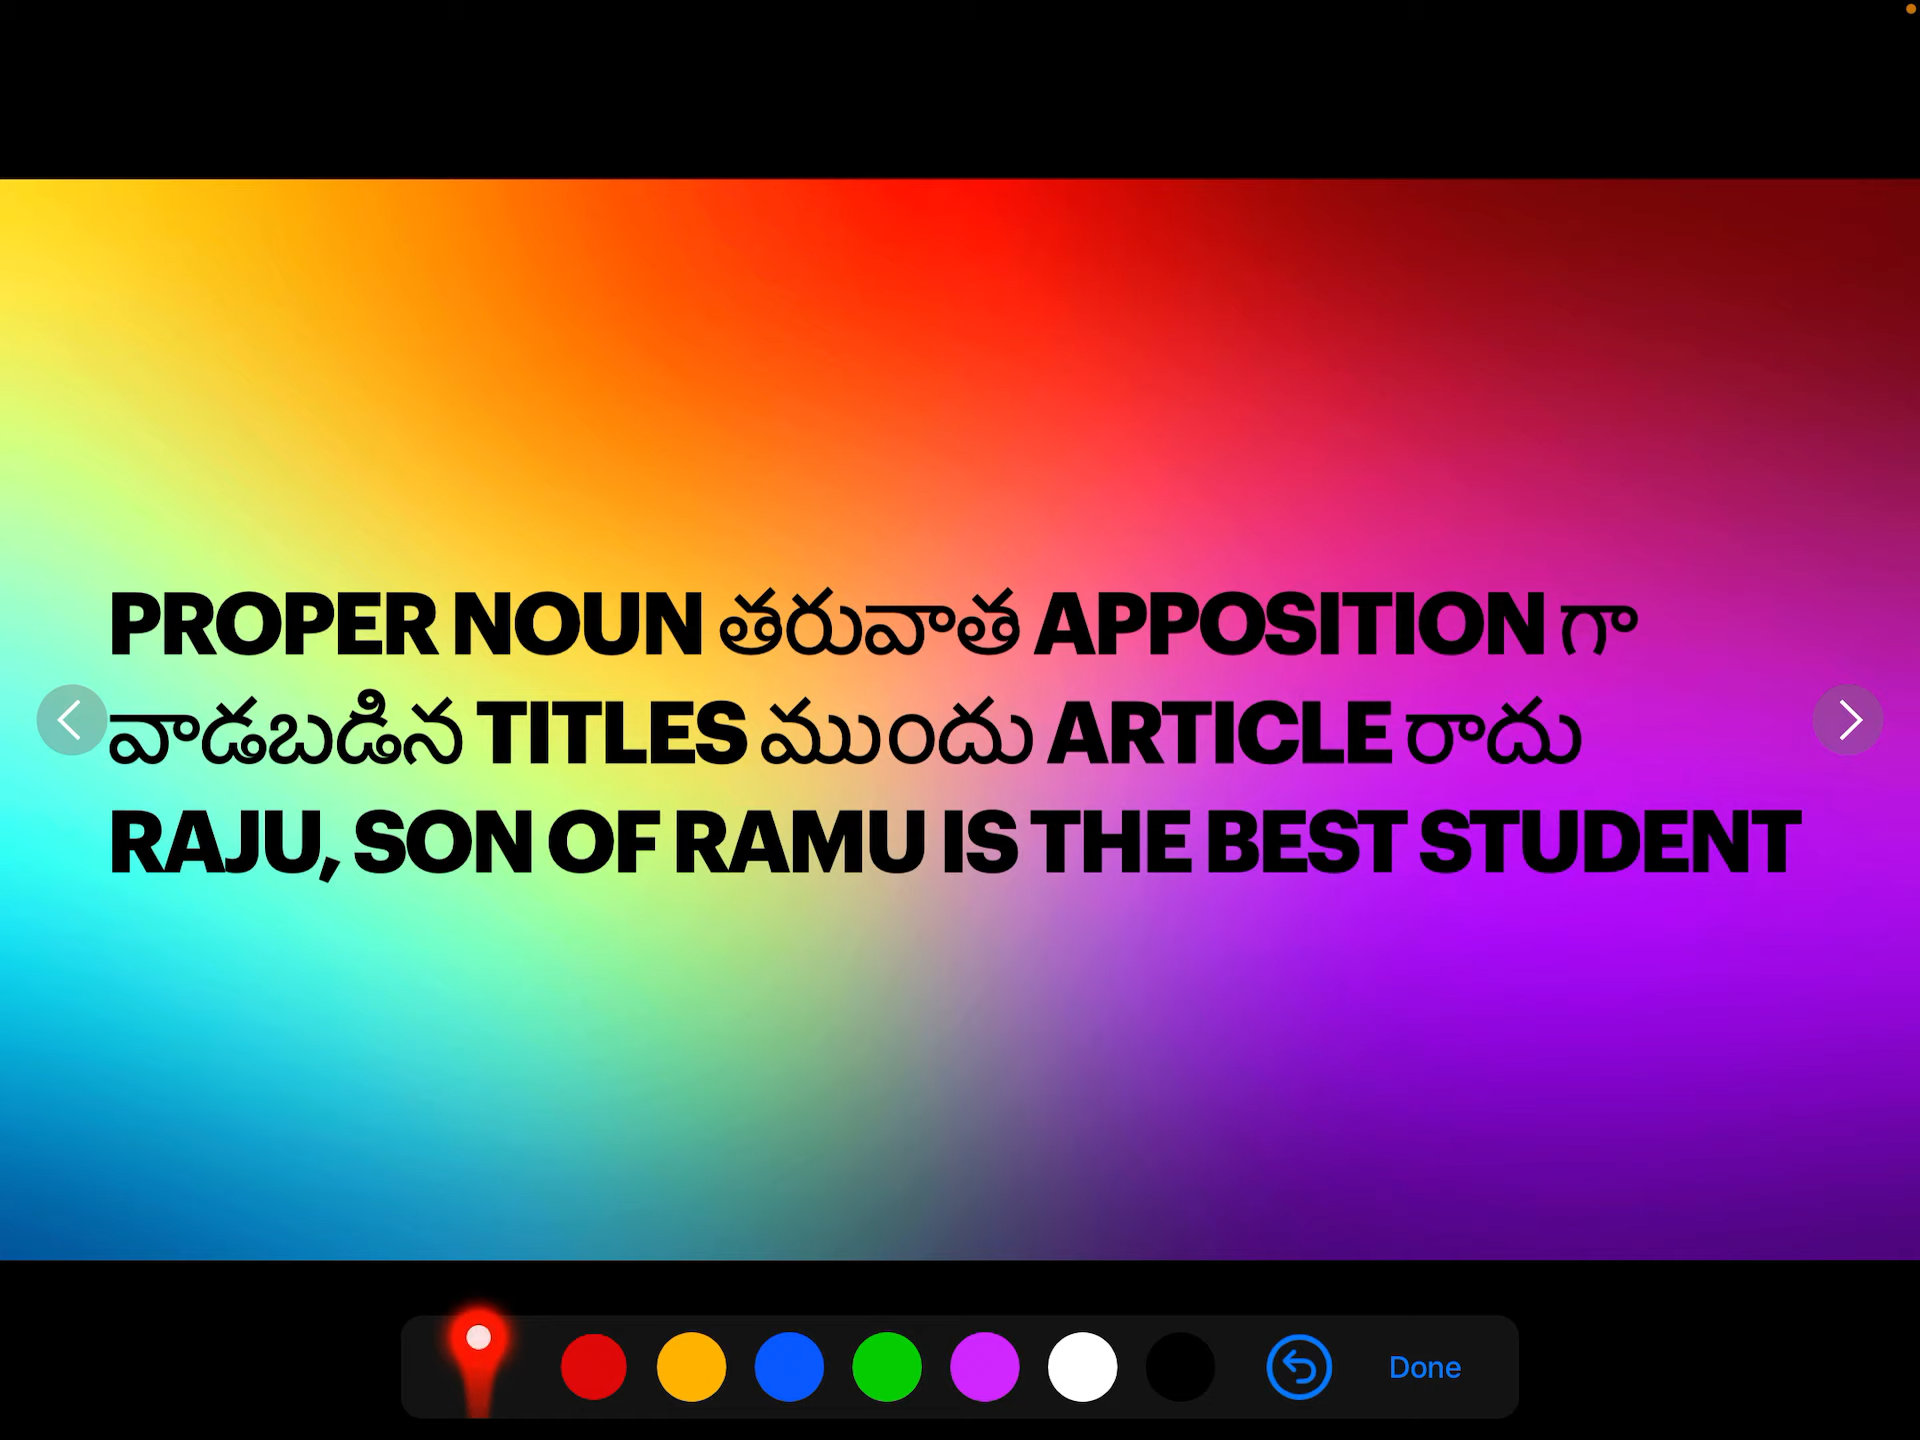 PROPER NOUN తరువాత APPOSITION గా
వాడబడిన TITLES ముందు ARTICLE రాదు
RAJU, SON OF RAMU IS THE BEST STUDENT
Done